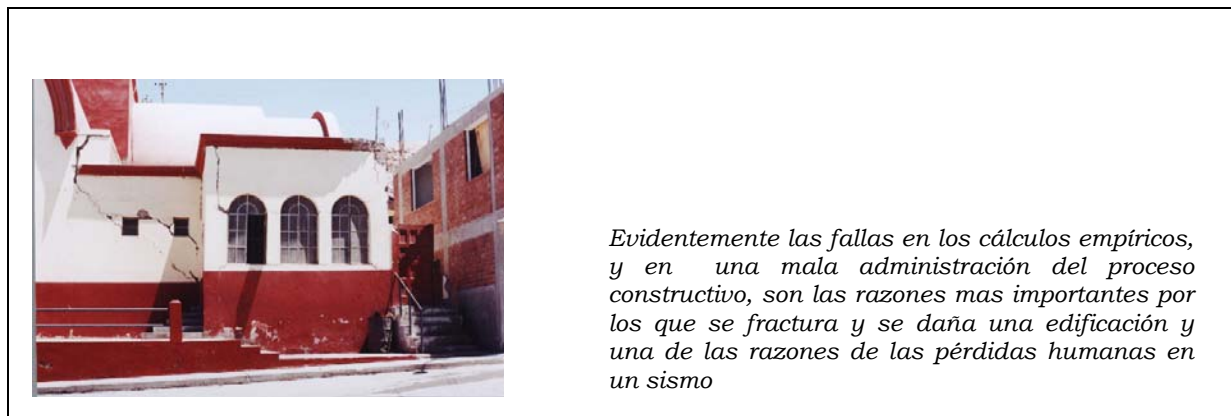 Evidentemente las fallas en los cálculos empíricos,
y en una mala administración del proceso
constructivo, son las razones mas importantes por
los que se fractura y se daña una edificación y
una de las razones de las pérdidas humanas en
un sismo